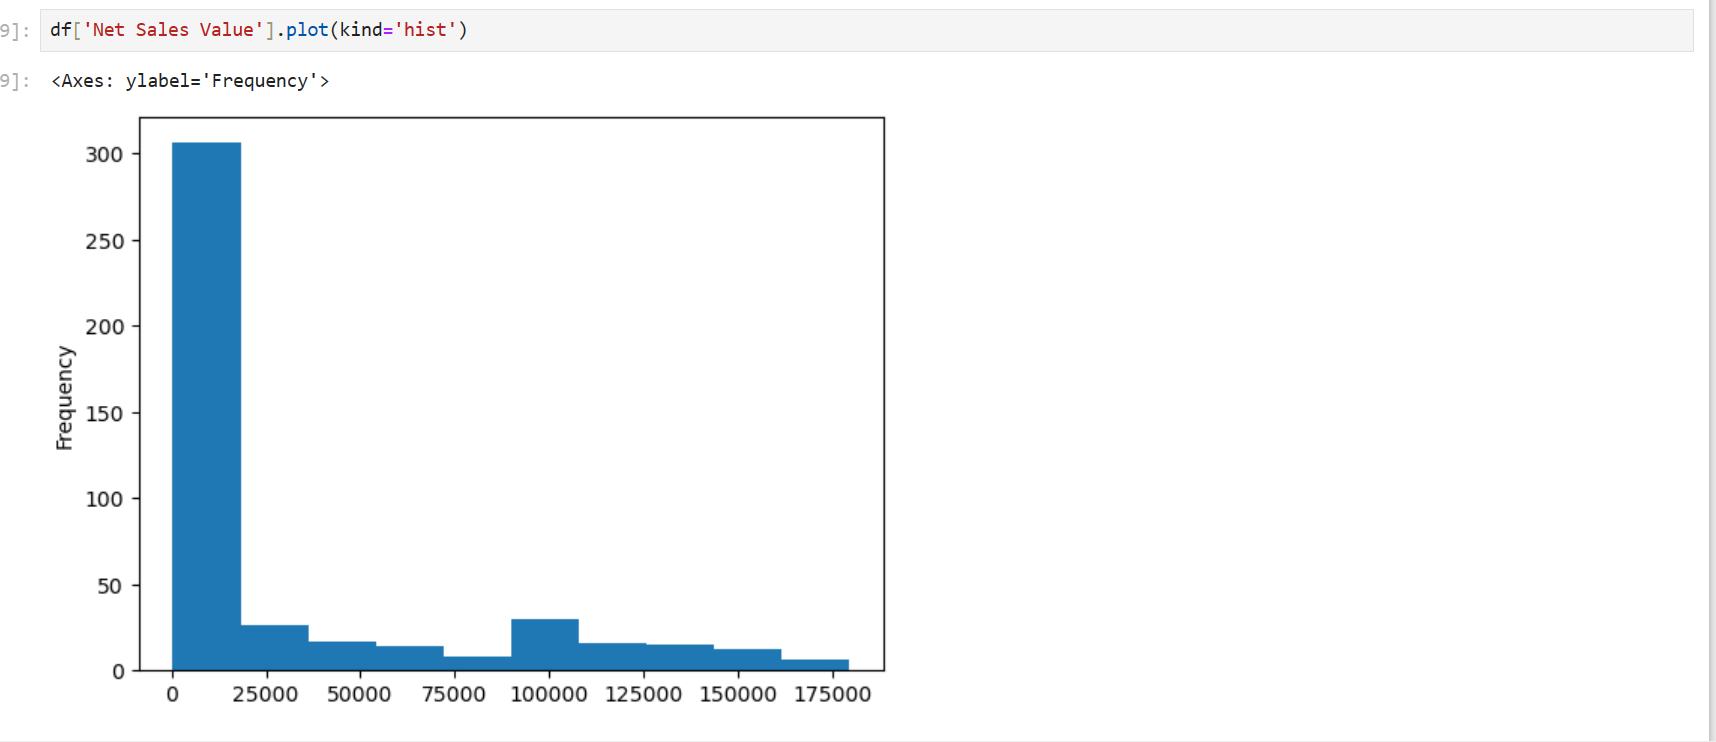 9]: df['Net Sales Value'].plot(kind='hist')
9]: <Axes: ylabel='Frequency'>
300
250
200
150
100
50
0
Frequency
0 25000 50000 75000 100000 125000 150000 175000